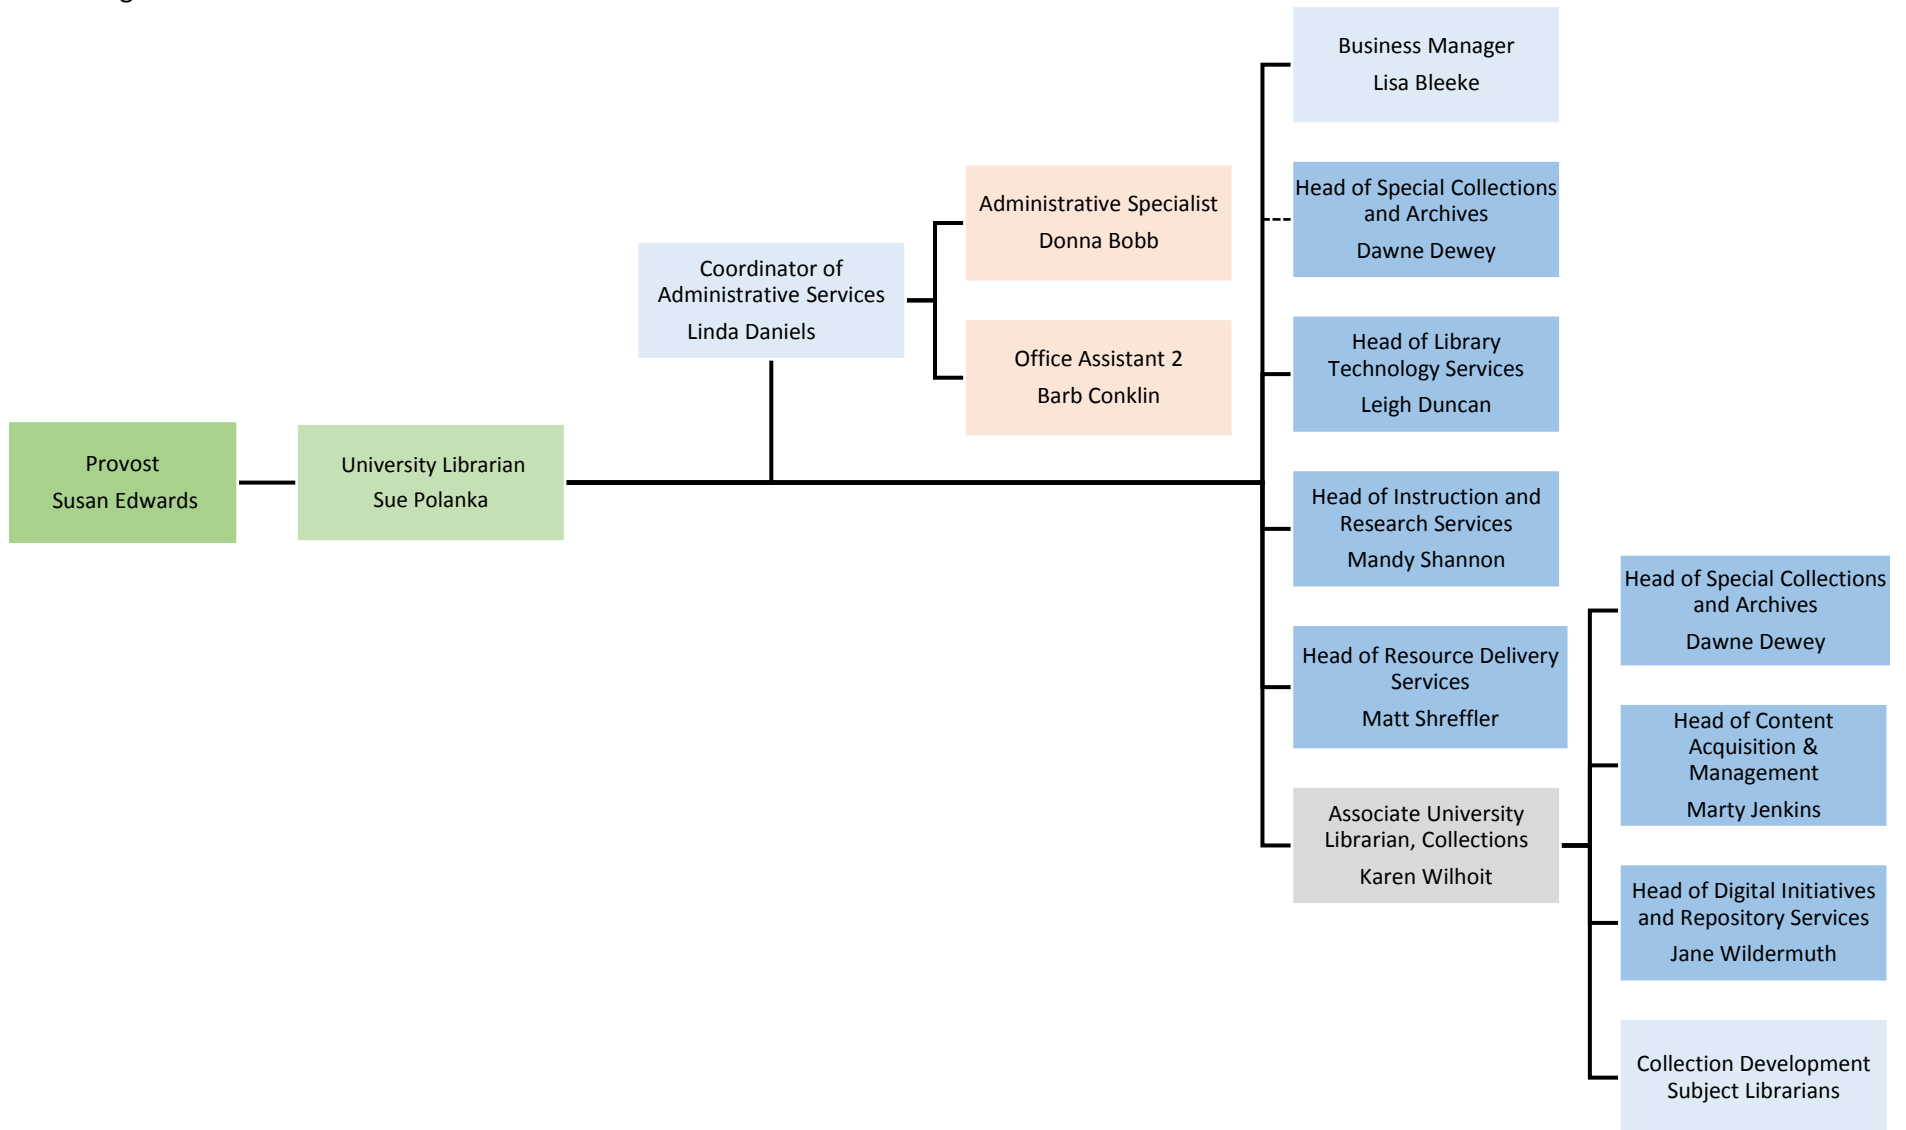 Business Manager
Lisa Bleeke
Head of Special Collections
and Archives
Dawne Dewey
Administrative Specialist
Donna Bobb
Coordinator of
Administrative Services
Linda Daniels
Office Assistant 2
Barb Conklin
Head of Library
Technology Services
Leigh Duncan
Provost
Susan Edwards
University Librarian
Sue Polanka
Head of Instruction and
Research Services
Mandy Shannon
Head of Resource Delivery
Services
Matt Shreffler
Associate University
Librarian, Collections
Karen Wilhoit
Head of Special Collections
and Archives
Dawne Dewey
Head of Content
Acquisition &
Management
Marty Jenkins
Head of Digital Initiatives
and Repository Services
Jane Wildermuth
Collection Development
Subject Librarians